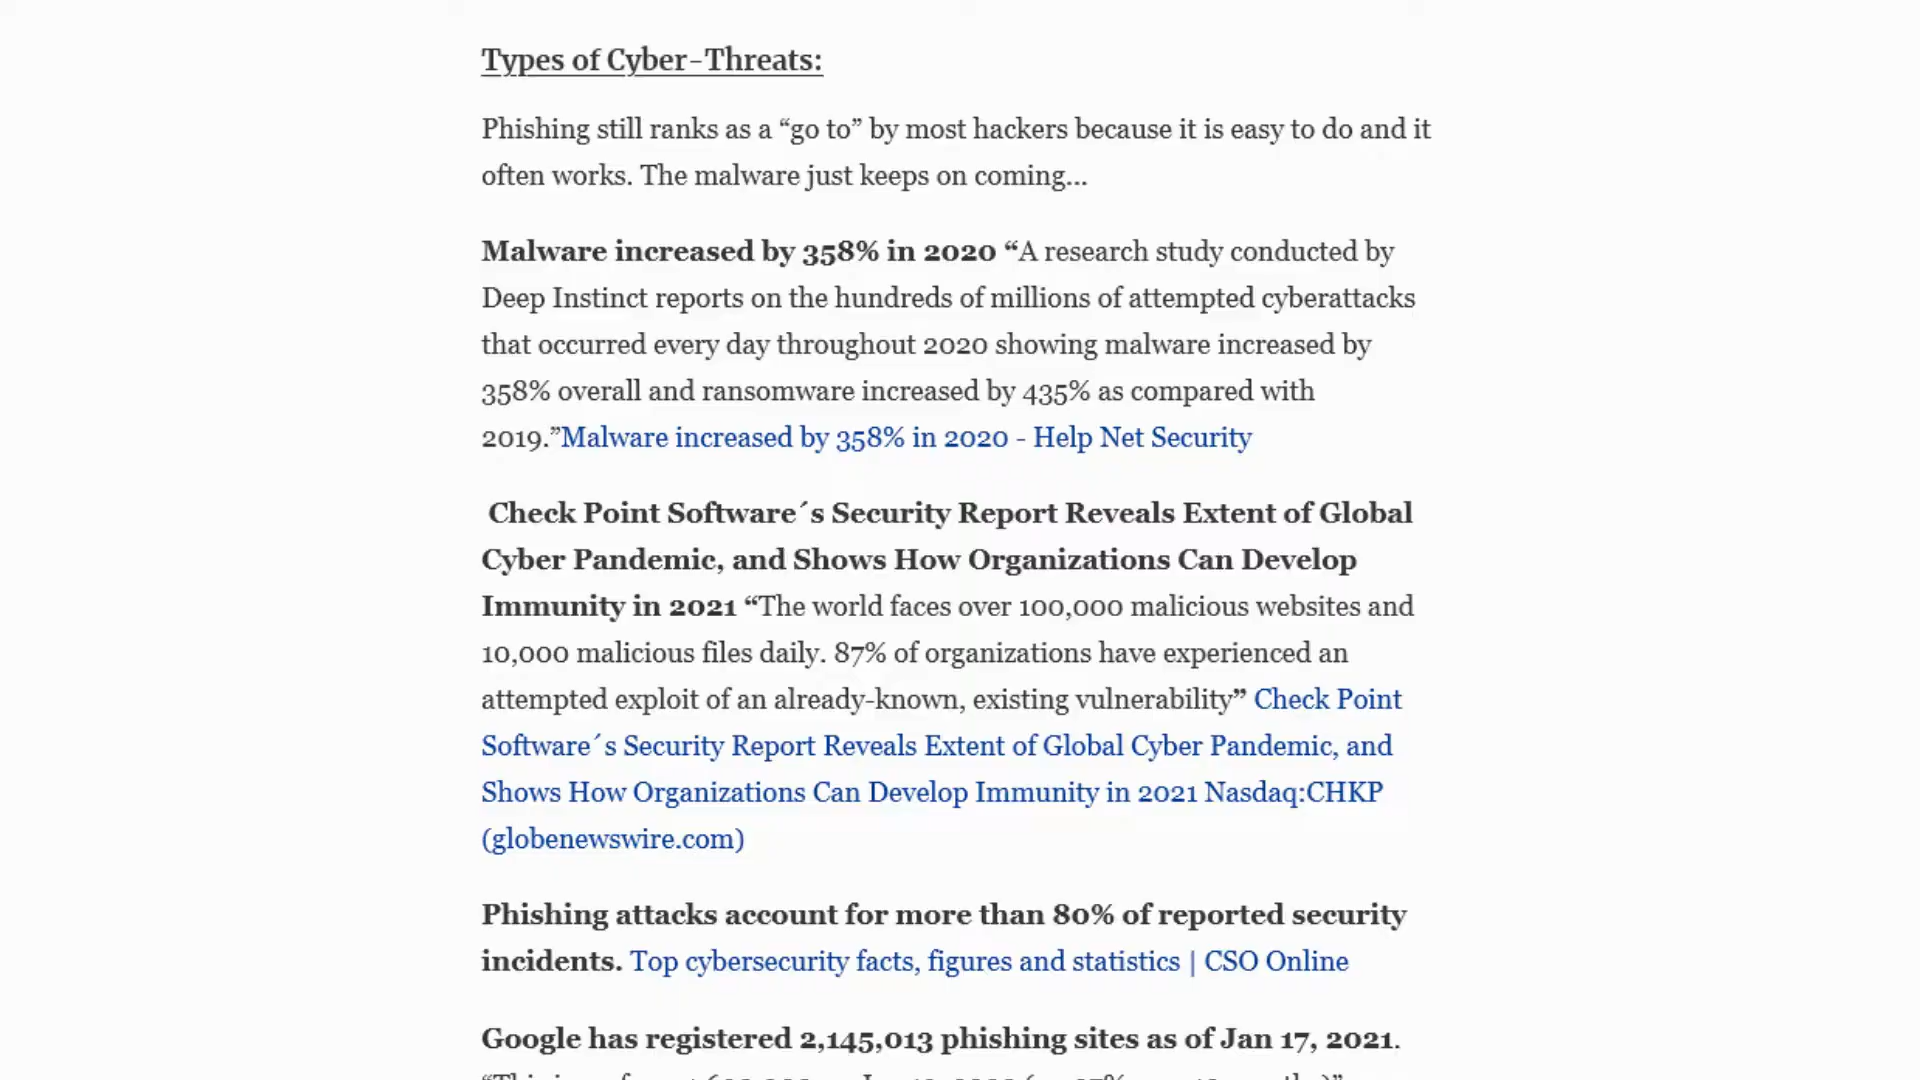 Types of Cyber-Threats:
Phishing still ranks as a “go to” by most hackers because it is easy to do and it
often works. The malware just keeps on coming...
Malware increased by 358% in 2020 “A research study conducted by
Deep Instinct reports on the hundreds of millions of attempted cyberattacks
that occurred every day throughout 2020 showing malware increased by
358% overall and ransomware increased by 435% as compared with
2019.”Malware increased by 358% in 2020 - Help Net Security
Check Point Software´s Security Report Reveals Extent of Global
Cyber Pandemic, and Shows How Organizations Can Develop
Immunity in 2021 “The world faces over 100,000 malicious websites and
10,000 malicious files daily. 87% of organizations have experienced an
attempted exploit of an already-known, existing vulnerability” Check Point
Software´s Security Report Reveals Extent of Global Cyber Pandemic, and
Shows How Organizations Can Develop Immunity in 2021 Nasdaq:CHKP
(globenewswire.com)
Phishing attacks account for more than 80% of reported security
incidents. Top cybersecurity facts, figures and statistics | CSO Online
Google has registered 2,145,013 phishing sites as of Jan 17, 2021.